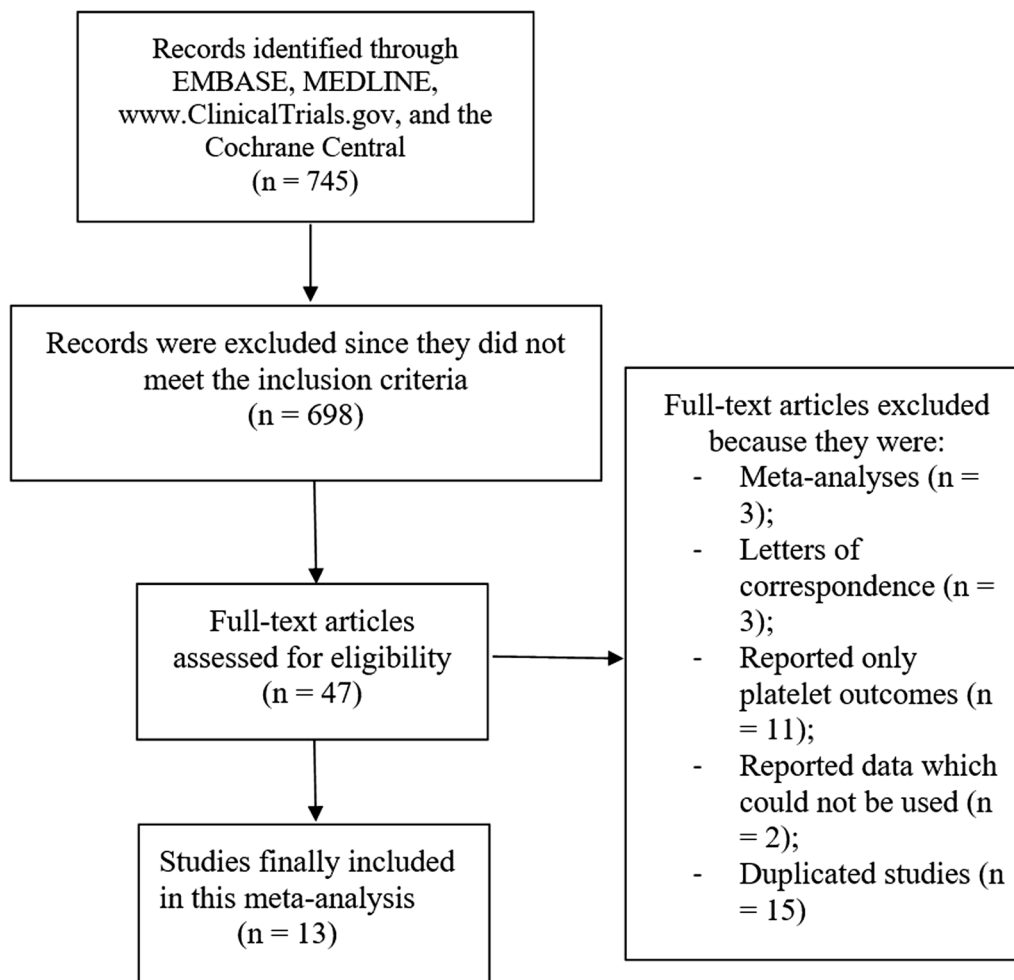 Records identified through
EMBASE, MEDLINE,
www.ClinicalTrials.gov, and the
Cochrane Central
(n = 745)
Records were excluded since they did not
meet the inclusion criteria
(n = 698)
Full-text articles
assessed for eligibility
(n = 47)
Full-text articles excluded
because they were:
- Meta-analyses (n =
3);
- Letters of
correspondence (n =
3);
- Reported only
platelet outcomes (n
= 11);
- Reported data which
could not be used (n
= 2);
- Duplicated studies (n
= 15)
Studies finally included
in this meta-analysis
(n = 13)